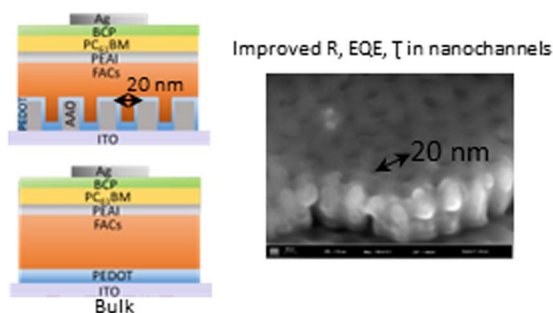 Ag
BCP
PC61BM
PEAI
FACs
20 nm
PEDOT
AAO
ITO
Ag
BCP
PC61BM
PEAI
FACs
PEDOT
ITO
Bulk
Improved R, EQE, Ʈ in nanochannels
20 nm